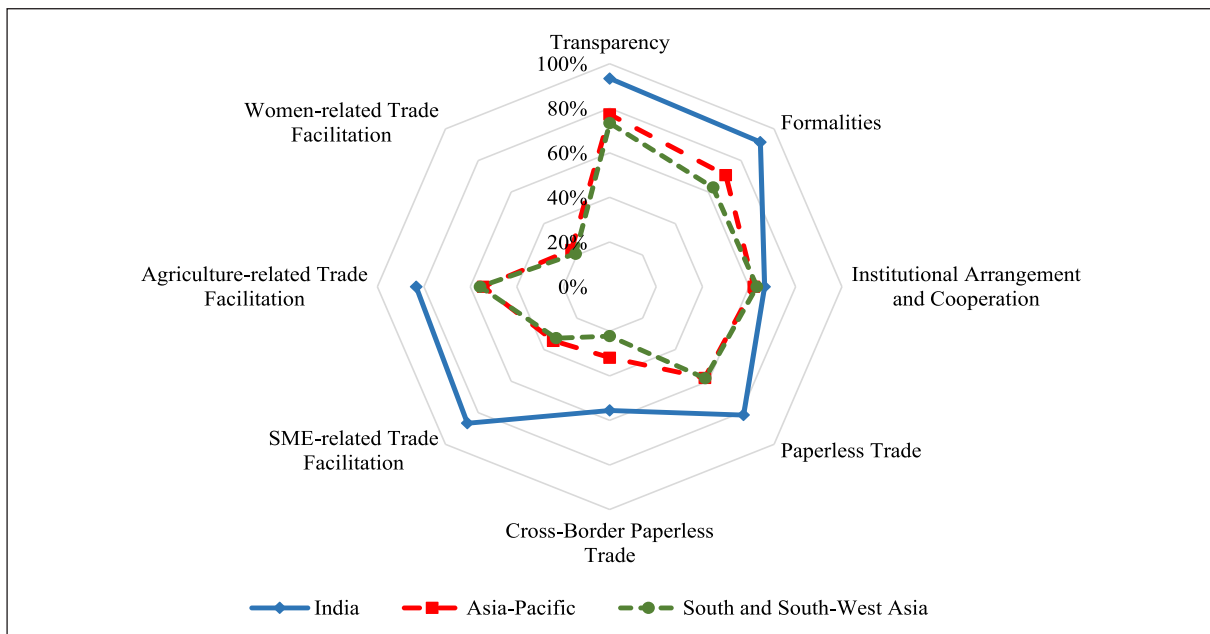 Transparency
100%
80%
60%
40%
20%
0%
Formalities
Institutional Arrangement
and Cooperation
Paperless Trade
Cross-Border Paperless
Trade
SME-related Trade
Facilitation
Agriculture-related Trade
Facilitation
Women-related Trade
Facilitation
India
Asia-Pacific
South and South-West Asia